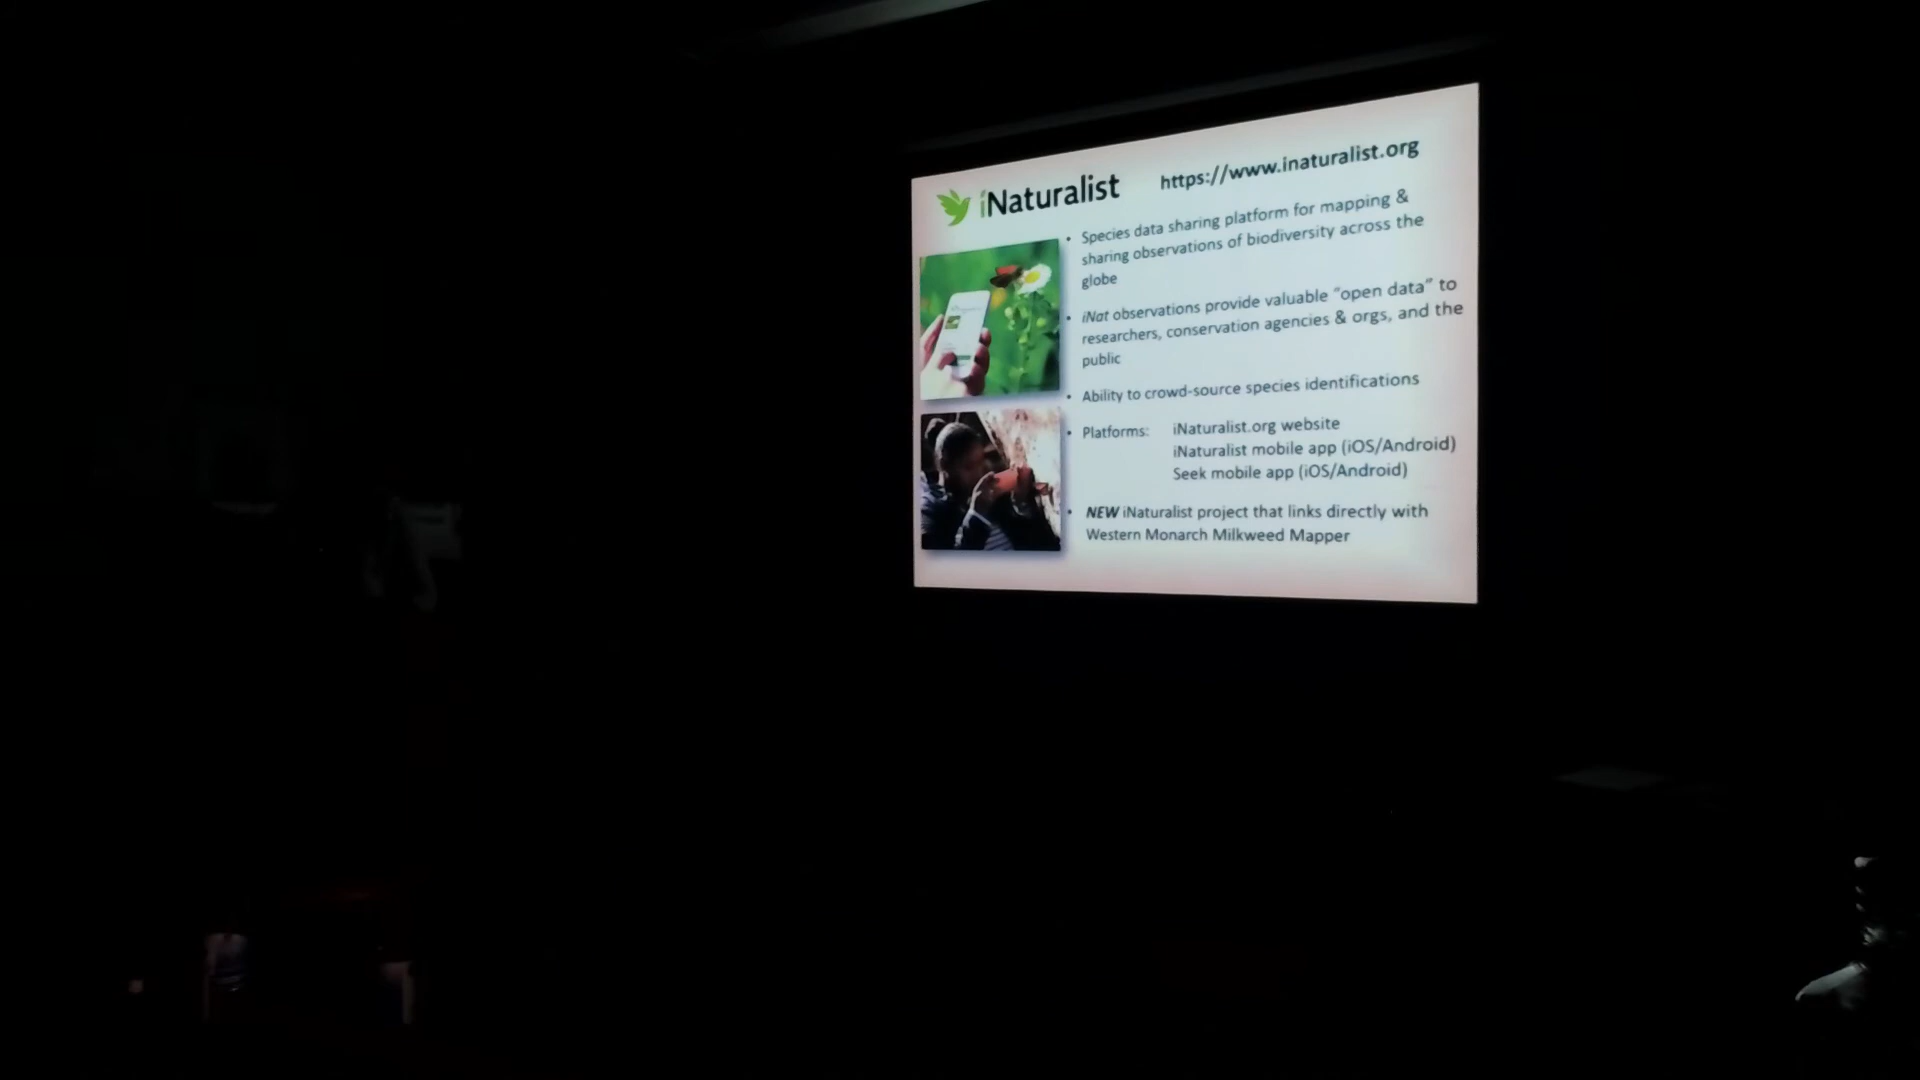 iNaturalist https://www.inaturalist.org
• Species data sharing platform for mapping &
sharing observations of biodiversity across the
globe
• iNat observations provide valuable “open data” to
researchers, conservation agencies & orgs, and the
public
• Ability to crowd-source species identifications
• Platforms: iNaturalist.org website
iNaturalist mobile app (iOS/Android)
Seek mobile app (iOS/Android)
• NEW iNaturalist project that links directly with
Western Monarch Milkweed Mapper